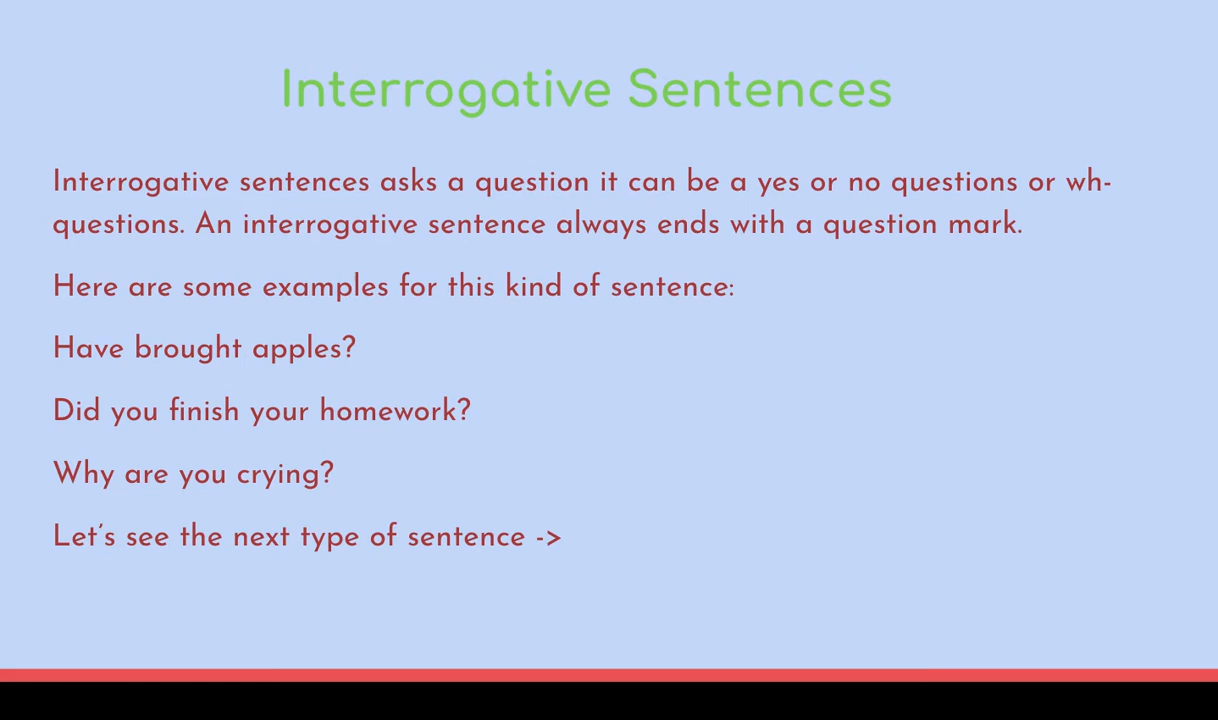 Interrogative Sentences
Interrogative sentences asks a question it can be a yes or no questions or wh-
questions. An interrogative sentence always ends with a question mark.
Here are some examples for this kind of sentence:
Have brought apples?
Did you finish your homework?
Why are you crying?
Let's see the next type of sentence ->